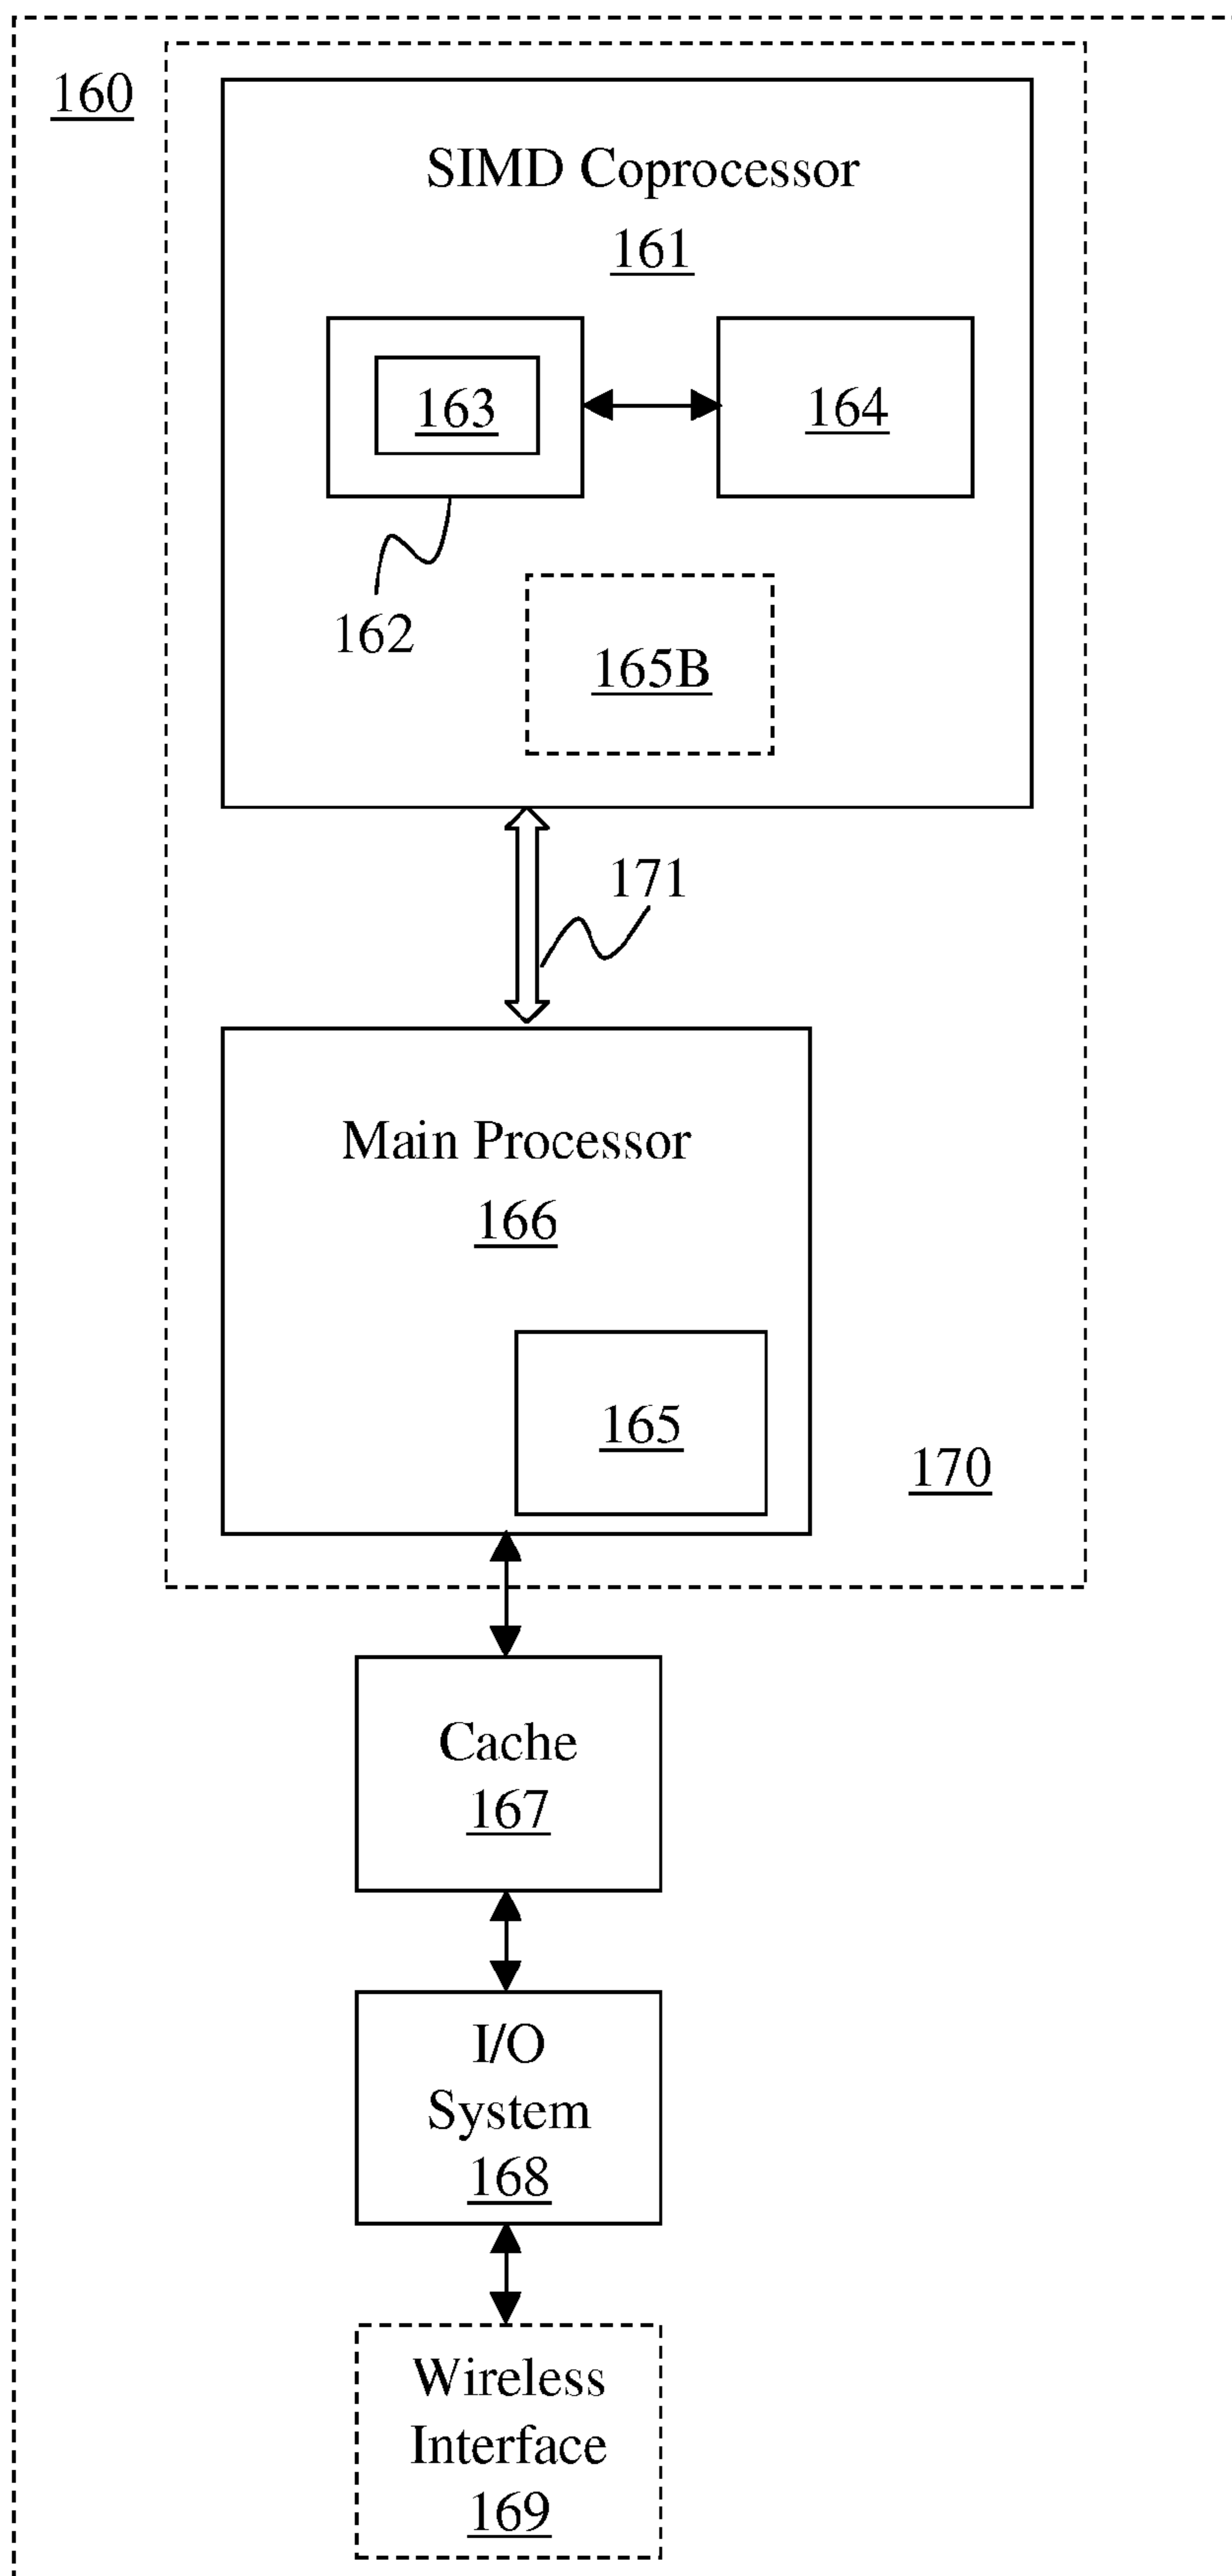 160
SIMD Coprocessor
161
163
164
162
165B
171
Main Processor
166
165
170
Cache
167
I/O
System
168
Wireless
Interface
169